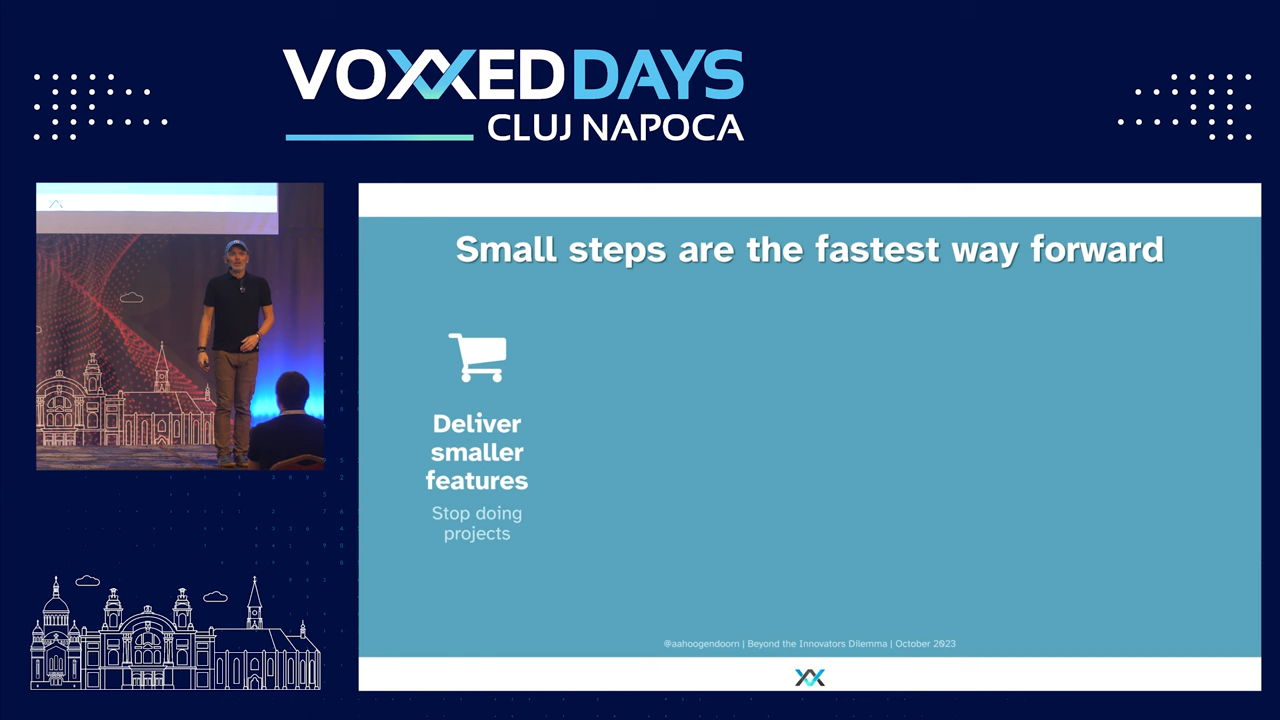 VOXXED DAYS
CLUJ NAPOCA
Small steps are the fastest way forward
Deliver
smaller
features
Stop doing
projects
@aahoogendoorn | Beyond the Innovators Dilemma | October 2023